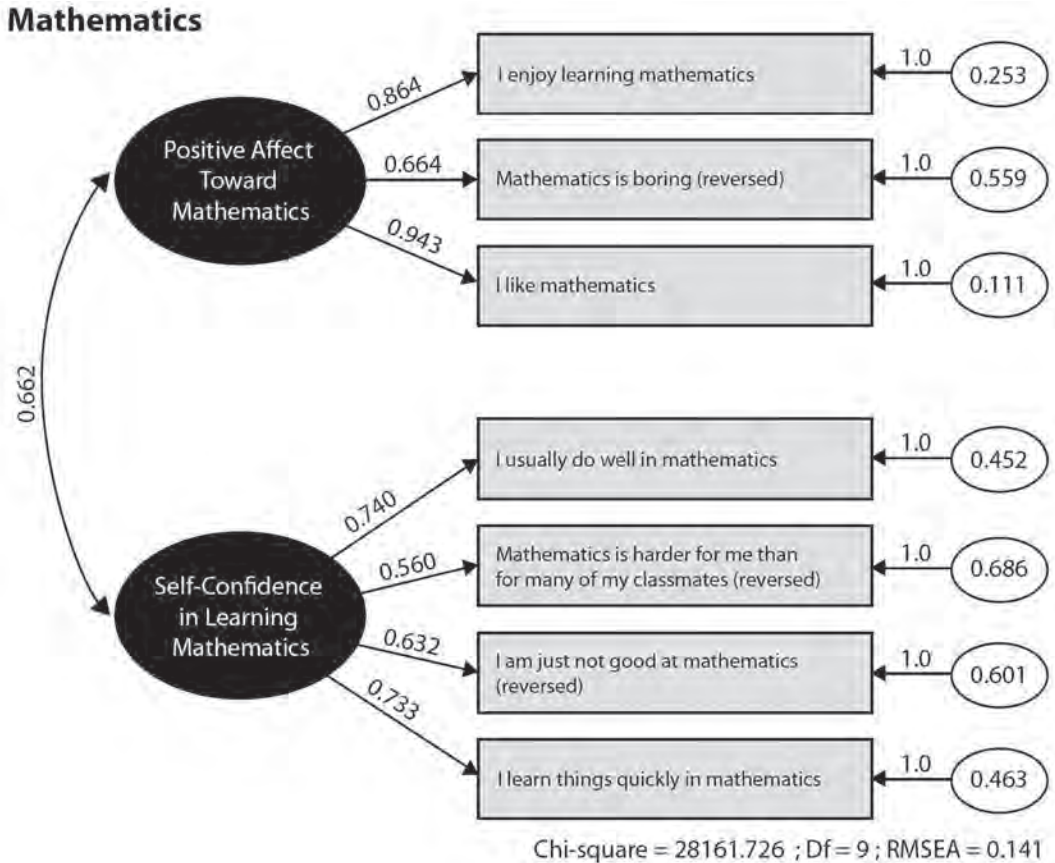 Mathematics
Positive Affect
Toward
Mathematics
0.864
I enjoy learning mathematics
1.0
0.253
0.664
Mathematics is boring (reversed)
1.0
0.559
0.943
I like mathematics
1.0
0.111
0.662
Self-Confidence
in Learning
Mathematics
0.740
I usually do well in mathematics
1.0
0.452
0.560
Mathematics is harder for me than
for many of my classmates (reversed)
1.0
0.686
0.632
I am just not good at mathematics
(reversed)
1.0
0.601
0.733
I learn things quickly in mathematics
1.0
0.463
Chi-square = 28161.726 ; Df = 9 ; RMSEA = 0.141